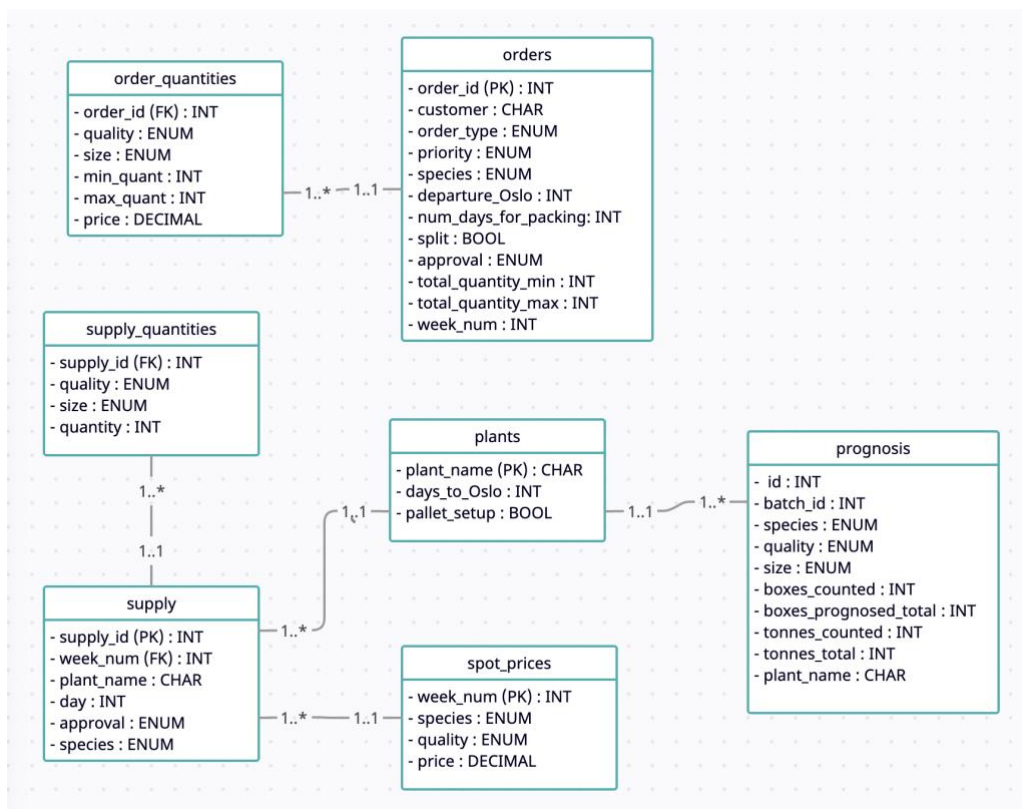 order_quantities
- order_id (FK) : INT
- quality : ENUM
- size : ENUM
- min_quant : INT
- max_quant : INT
- price : DECIMAL
1..*
1..1
orders
- order_id (PK) : INT
- customer : CHAR
- order_type : ENUM
- priority : ENUM
- species : ENUM
- departure_Oslo : INT
- num_days_for_packing: INT
- split : BOOL
- approval : ENUM
- total_quantity_min : INT
- total_quantity_max : INT
- week_num : INT
supply_quantities
- supply_id (FK) : INT
- quality : ENUM
- size : ENUM
- quantity : INT
1..*
1..1
supply
- supply_id (PK) : INT
- week_num (FK) : INT
- plant_name : CHAR
- day : INT
- approval : ENUM
- species : ENUM
1..*
1..1
plants
- plant_name (PK) : CHAR
- days_to_Oslo : INT
- pallet_setup : BOOL
1..1
1..*
prognosis
- id : INT
- batch_id : INT
- species : ENUM
- quality : ENUM
- size : ENUM
- boxes_counted : INT
- boxes_prognosed_total : INT
- tonnes_counted : INT
- tonnes_total : INT
- plant_name : CHAR
1..*
1..1
spot_prices
- week_num (PK) : INT
- species : ENUM
- quality : ENUM
- price : DECIMAL